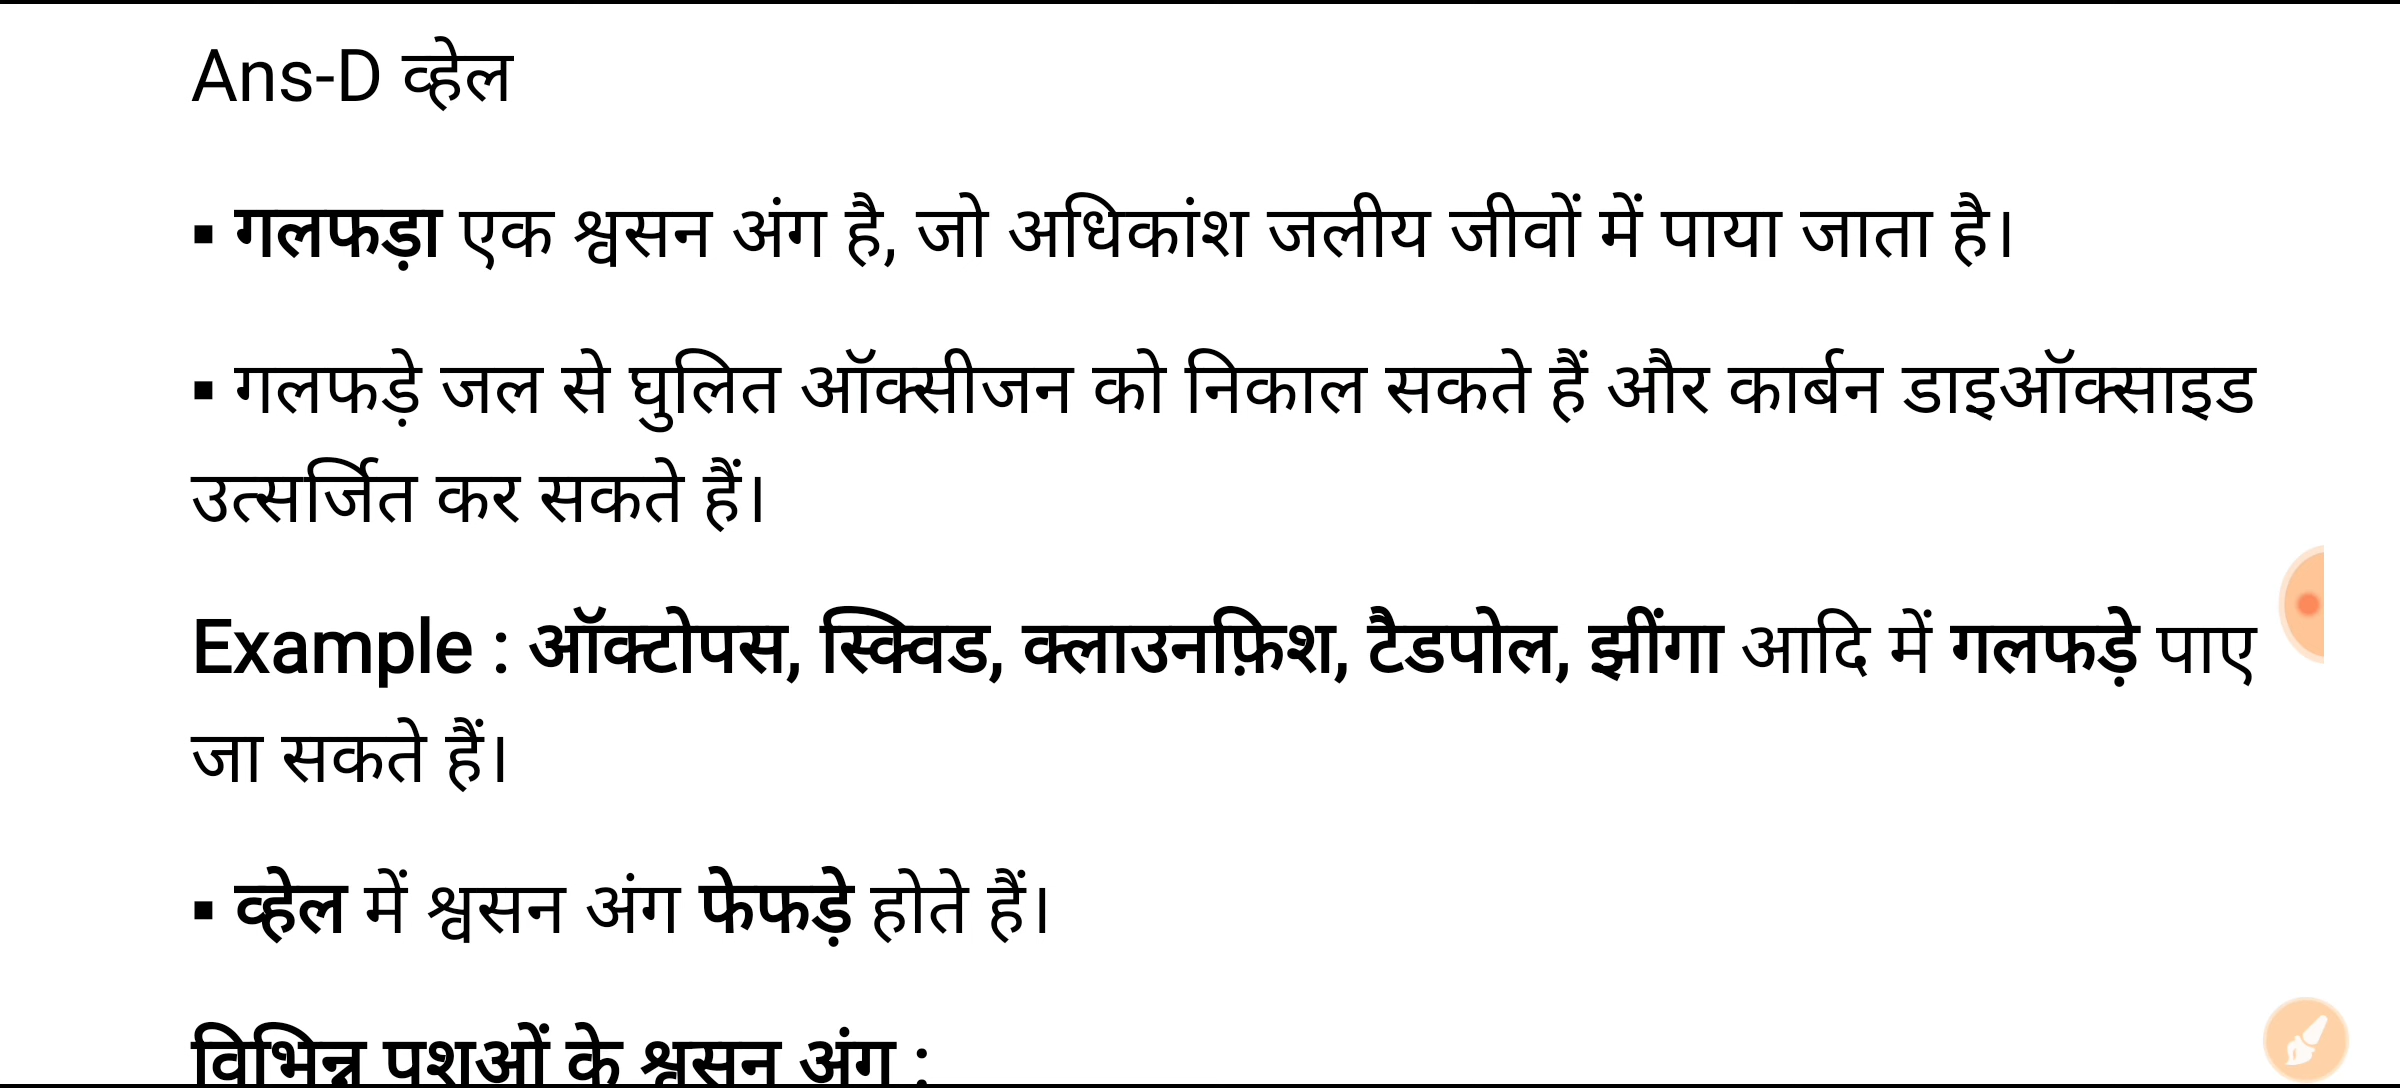 Ans-D व्हेल
▪ गलफड़ा एक श्वसन अंग है, जो अधिकांश जलीय जीवों में पाया जाता है।
▪ गलफड़े जल से घुलित ऑक्सीजन को निकाल सकते हैं और कार्बन डाइऑक्साइड
उत्सर्जित कर सकते हैं।
Example : ऑक्टोपस, स्क्विड, क्लाउनफ़िश, टैडपोल, झींगा आदि में गलफड़े पाए
जा सकते हैं।
▪ व्हेल में श्वसन अंग फेफड़े होते हैं।
विभिन्न पशुओं के श्वसन अंग :